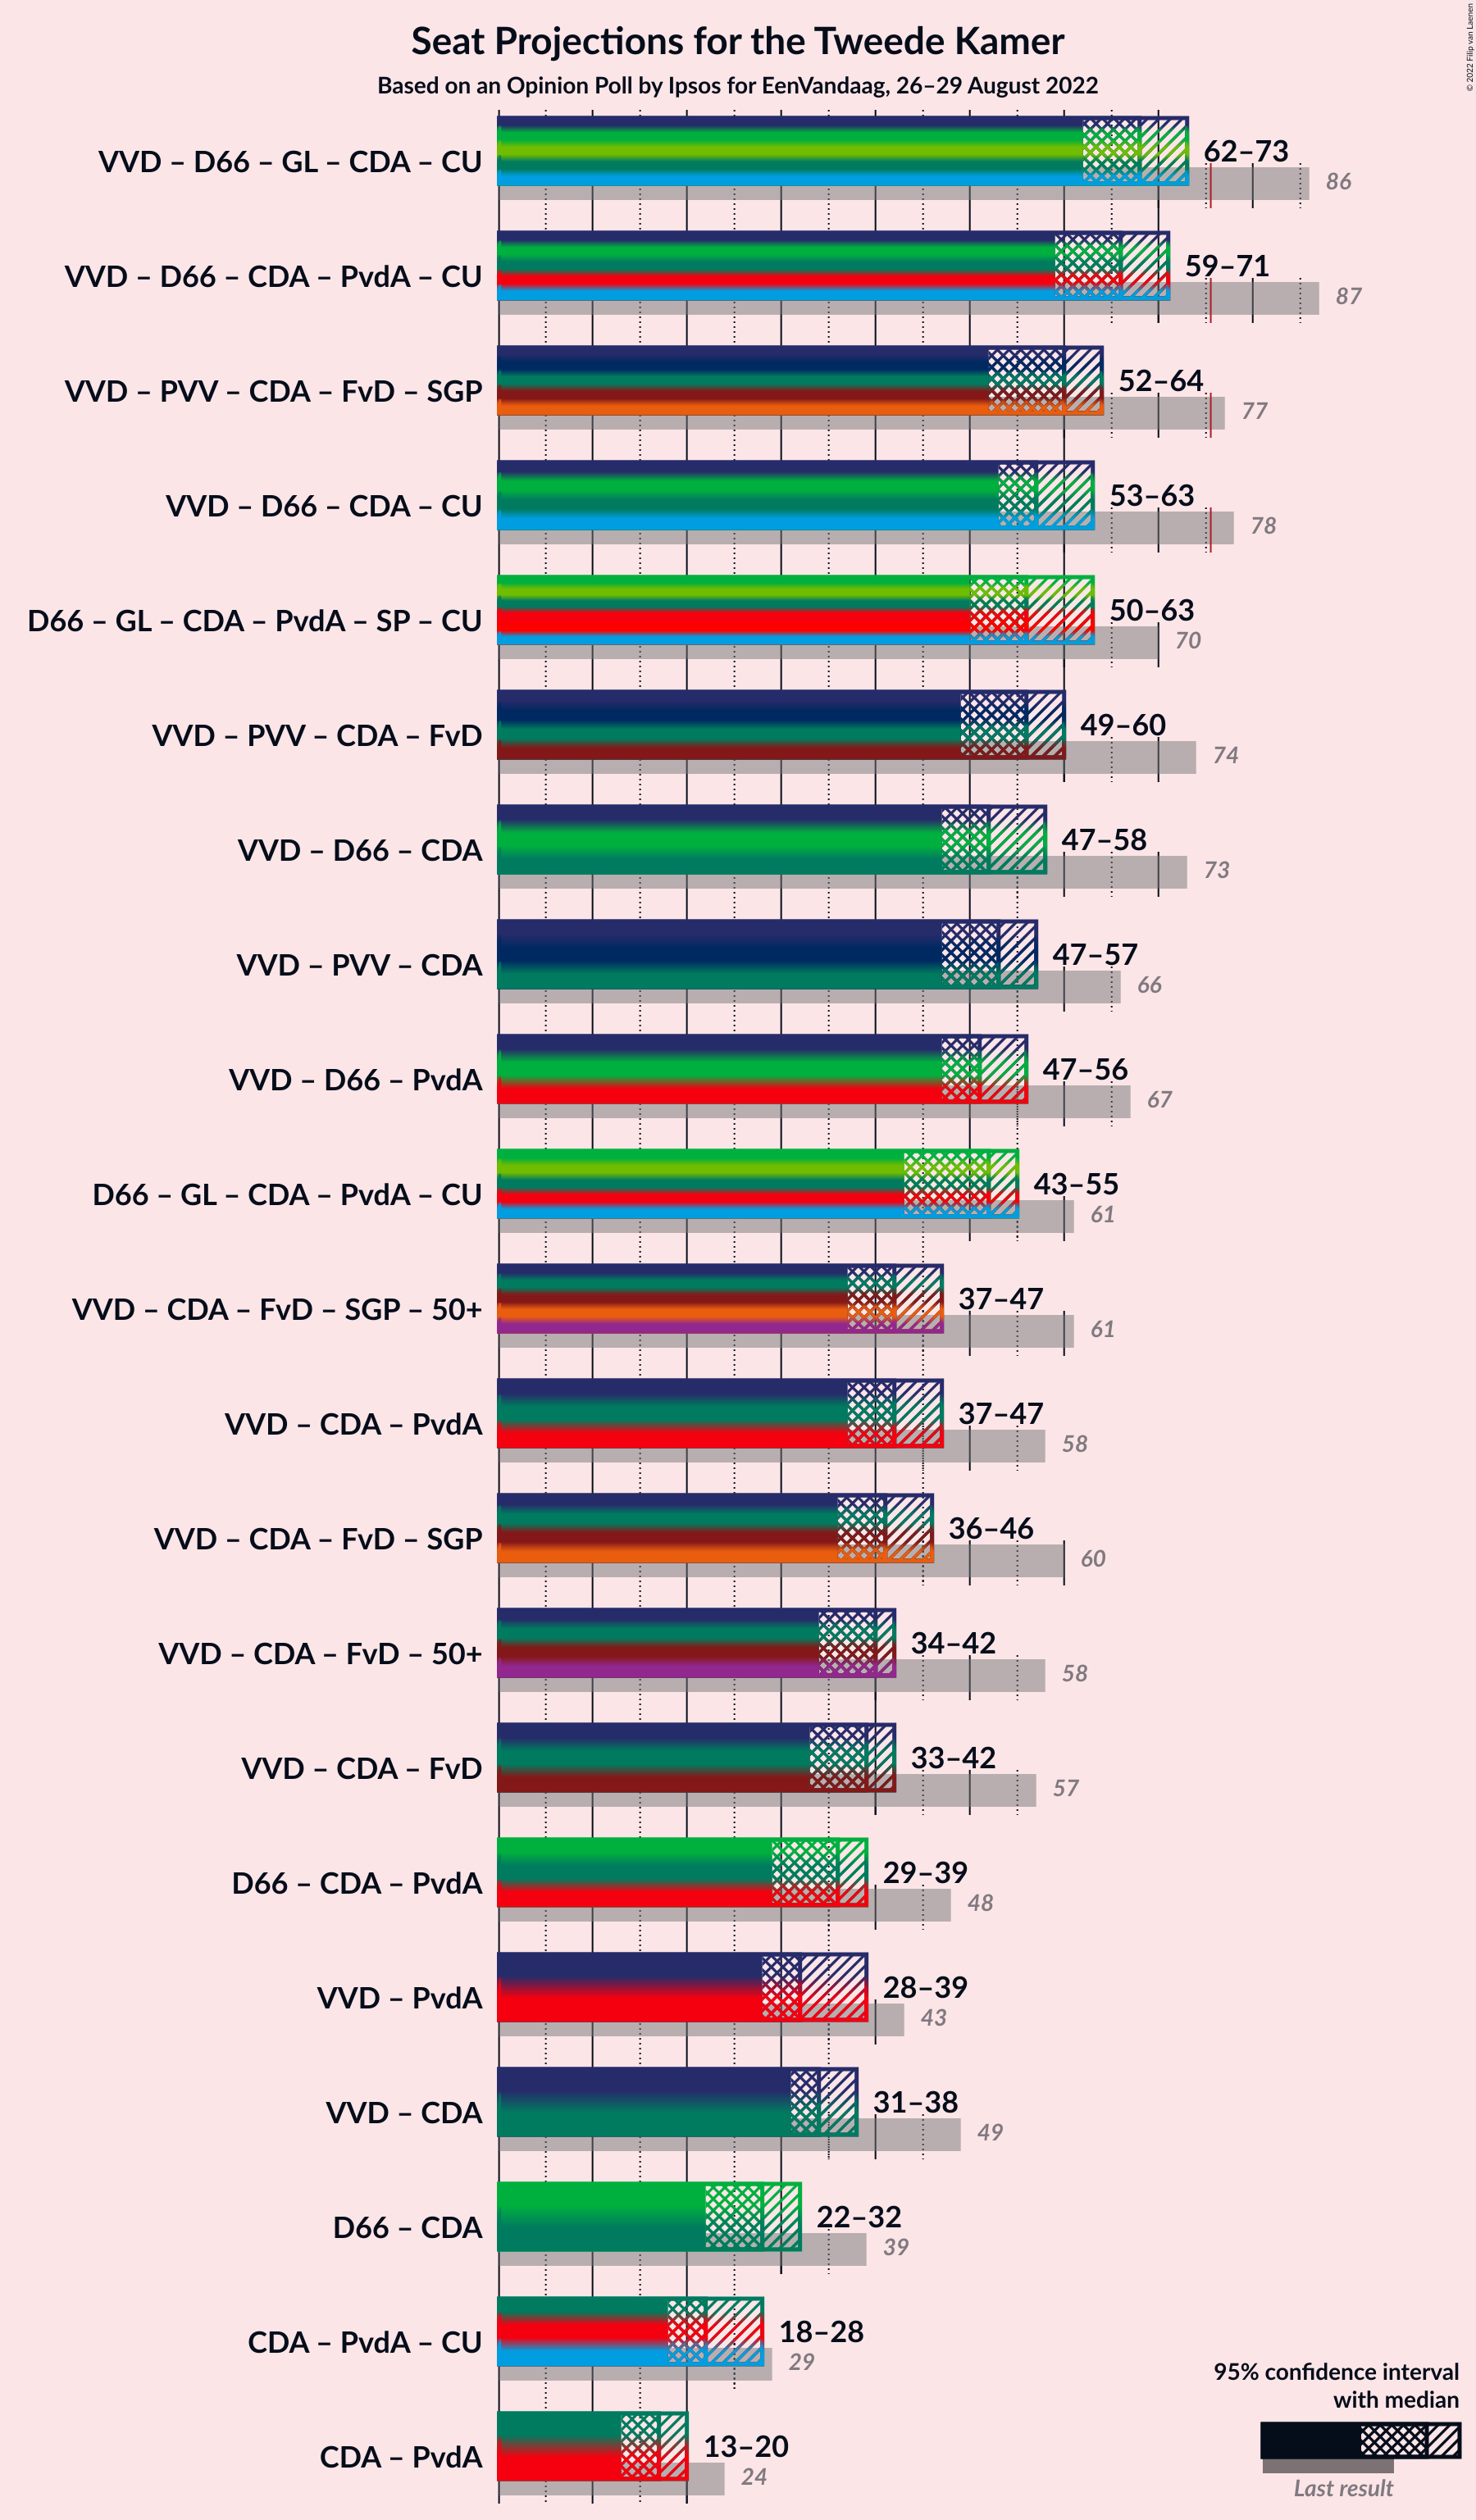 Seat Projections for the Tweede Kamer
Based on an Opinion Poll by Ipsos for EenVandaag, 26–29 August 2022
© 2022 Filip van Laenen
VVD – D66 – GL – CDA – CU
62–73
86
VVD – D66 – CDA – PvdA – CU
59–71
87
VVD – PVV – CDA – FvD – SGP
52–64
77
VVD – D66 – CDA – CU
53–63
78
D66 – GL – CDA – PvdA – SP – CU
50–63
70
VVD – PVV – CDA – FvD
49–60
74
VVD – D66 – CDA
47–58
73
VVD – PVV – CDA
47–57
66
VVD – D66 – PvdA
47–56
67
D66 – GL – CDA – PvdA – CU
43–55
61
VVD – CDA – FvD – SGP – 50+
37–47
61
VVD – CDA – PvdA
37–47
58
VVD – CDA – FvD – SGP
36–46
60
VVD – CDA – FvD – 50+
34–42
58
VVD – CDA – FvD
33–42
57
D66 – CDA – PvdA
29–39
48
VVD – PvdA
28–39
43
VVD – CDA
31–38
49
D66 – CDA
22–32
39
CDA – PvdA – CU
18–28
29
CDA – PvdA
13–20
24
95% confidence interval
with median
Last result